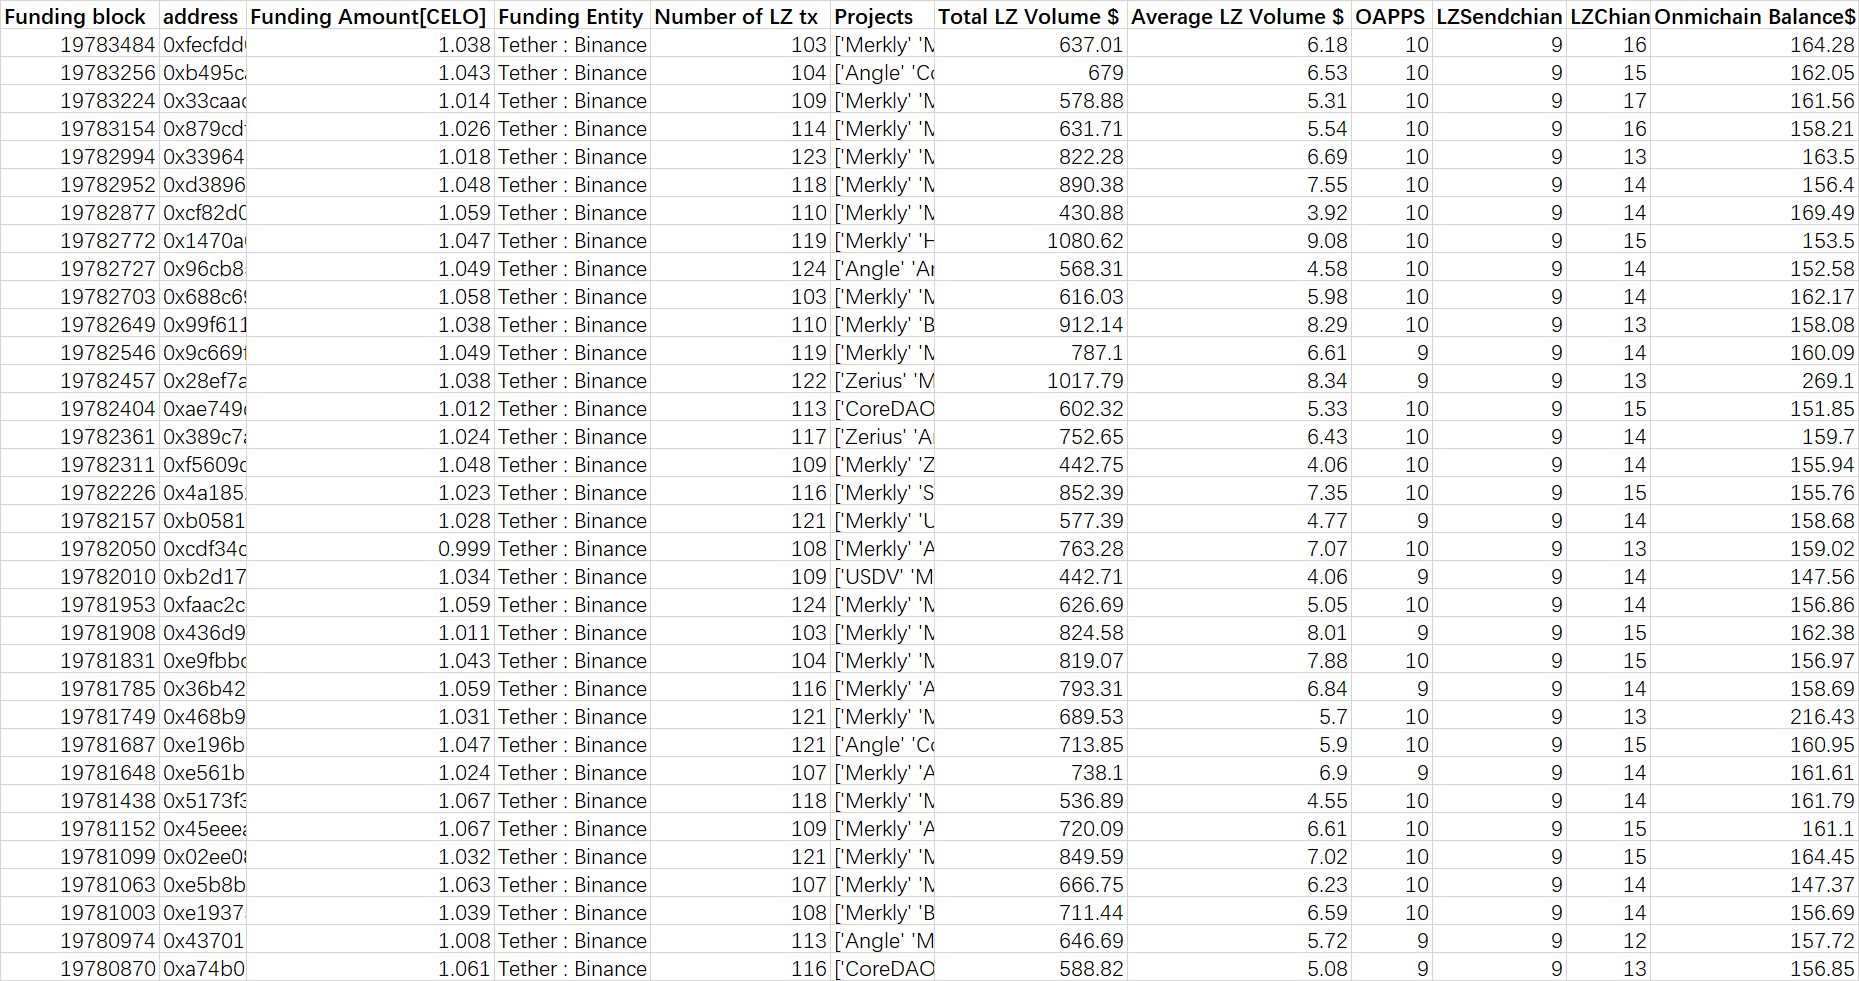 Funding block address Funding Amount[CELO] Funding Entity Number of LZ tx Projects Total LZ Volume $ Average LZ Volume $ OAPPS LZSendchian LZChian Onmichain Balance$
19783484 0xfecfdd 1.038 Tether : Binance 103 ['Merkly' 'M 637.01 6.18 10 9 16 164.28
19783256 0xb495c 1.043 Tether : Binance 104 ['Angle' 'Co 679 6.53 10 9 15 162.05
19783224 0x33caac 1.014 Tether : Binance 109 ['Merkly' 'M 578.88 5.31 10 9 17 161.56
19783154 0x879cd 1.026 Tether : Binance 114 ['Merkly' 'M 631.71 5.54 10 9 16 158.21
19782994 0x33964 1.018 Tether : Binance 123 ['Merkly' 'M 822.28 6.69 10 9 13 163.5
19782952 0xd3896 1.048 Tether : Binance 118 ['Merkly' 'M 890.38 7.55 10 9 14 156.4
19782877 0xcf82d0 1.059 Tether : Binance 110 ['Merkly' 'M 430.88 3.92 10 9 14 169.49
19782772 0x1470a 1.047 Tether : Binance 119 ['Merkly' 'H 1080.62 9.08 10 9 15 153.5
19782727 0x96cb8 1.049 Tether : Binance 124 ['Angle' 'A 568.31 4.58 10 9 14 152.58
19782703 0x688c69 1.058 Tether : Binance 103 ['Merkly' 'M 616.03 5.98 10 9 14 162.17
19782649 0x99f611 1.038 Tether : Binance 110 ['Merkly' 'B 912.14 8.29 10 9 13 158.08
19782546 0x9c669f 1.049 Tether : Binance 119 ['Merkly' 'M 787.1 6.61 9 9 14 160.09
19782457 0x28ef7a 1.038 Tether : Binance 122 ['Zerius' 'M 1017.79 8.34 9 9 13 269.1
19782404 0xae749 1.012 Tether : Binance 113 ['CoreDAO 602.32 5.33 10 9 15 151.85
19782361 0x389c7 1.024 Tether : Binance 117 ['Zerius' 'A 752.65 6.43 10 9 14 159.7
19782311 0xf5609 1.048 Tether : Binance 109 ['Merkly' 'Z 442.75 4.06 10 9 14 155.94
19782226 0x4a185 1.023 Tether : Binance 116 ['Merkly' 'S 852.39 7.35 10 9 15 155.76
19782157 0xb0581 1.028 Tether : Binance 121 ['Merkly' 'U 577.39 4.77 9 9 14 158.68
19782050 0xcdf34 0.999 Tether : Binance 108 ['Merkly' 'A 763.28 7.07 10 9 13 159.02
19782010 0xb2d17 1.034 Tether : Binance 109 ['USDV' 'M 442.71 4.06 9 9 14 147.56
19781953 0xfaac2c 1.059 Tether : Binance 124 ['Merkly' 'M 626.69 5.05 10 9 14 156.86
19781908 0x436d9 1.011 Tether : Binance 103 ['Merkly' 'M 824.58 8.01 9 9 15 162.38
19781831 0xe9fbb 1.043 Tether : Binance 104 ['Merkly' 'M 819.07 7.88 10 9 15 156.97
19781785 0x36b42 1.059 Tether : Binance 116 ['Merkly' 'A 793.31 6.84 9 9 14 158.69
19781749 0x468b9 1.031 Tether : Binance 121 ['Merkly' 'M 689.53 5.7 10 9 13 216.43
19781687 0xe196b 1.047 Tether : Binance 121 ['Angle' 'Co 713.85 5.9 10 9 15 160.95
19781648 0xe561b 1.024 Tether : Binance 107 ['Merkly' 'A 738.1 6.9 9 9 14 161.61
19781438 0x5173f3 1.067 Tether : Binance 118 ['Merkly' 'M 536.89 4.55 10 9 14 161.79
19781152 0x45eee 1.067 Tether : Binance 109 ['Merkly' 'A 720.09 6.61 10 9 15 161.1
19781099 0x02ee08 1.032 Tether : Binance 121 ['Merkly' 'M 849.59 7.02 10 9 15 164.45
19781063 0xe5b8b 1.063 Tether : Binance 107 ['Merkly' 'M 666.75 6.23 10 9 14 147.37
19781003 0xe1937 1.039 Tether : Binance 108 ['Merkly' 'B 711.44 6.59 10 9 14 156.69
19780974 0x43701 1.008 Tether : Binance 113 ['Angle' 'M 646.69 5.72 9 9 12 157.72
19780870 0xa74b0 1.061 Tether : Binance 116 ['CoreDAO 588.82 5.08 9 9 13 156.85